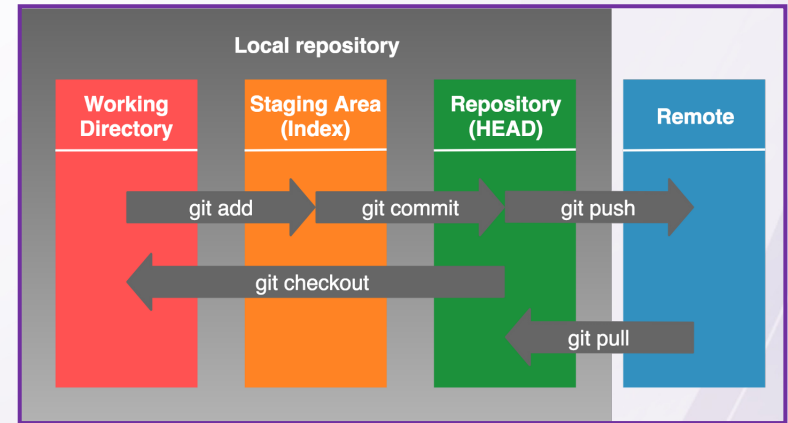 Local repository
Working
Directory
Staging Area
(Index)
Repository
(HEAD)
Remote
git add
git commit
git push
git checkout
git pull